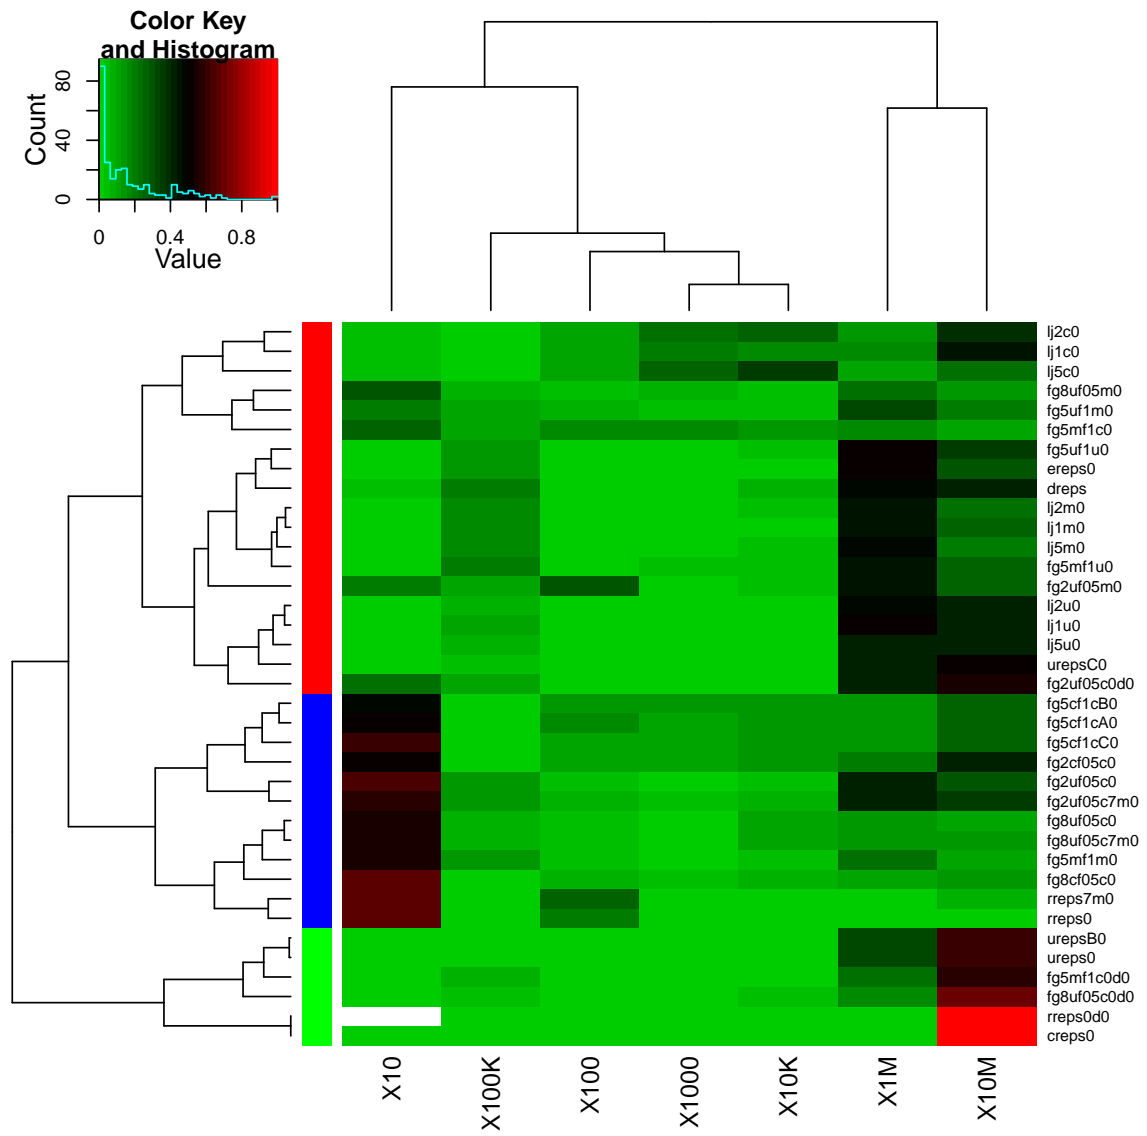 Color Key
and Histogram
Count
0 40 80
0 0.4 0.8
Value
lj2c0
lj1c0
lj5c0
fg8uf05m0
fg5uf1m0
fg5mf1c0
fg5uf1u0
ereps0
dreps
lj2m0
lj1m0
lj5m0
fg5mf1u0
fg2uf05m0
lj2u0
lj1u0
lj5u0
urepsC0
fg2uf05c0d0
fg5cf1cB0
fg5cf1cA0
fg5cf1cC0
fg2cf05c0
fg2uf05c0
fg2uf05c7m0
fg8uf05c0
fg8uf05c7m0
fg5mf1m0
fg8cf05c0
rreps7m0
rreps0
urepsB0
ureps0
fg5mf1c0d0
fg8uf05c0d0
rreps0d0
creps0
X10 X100K X100 X1000 X10K X1M X10M